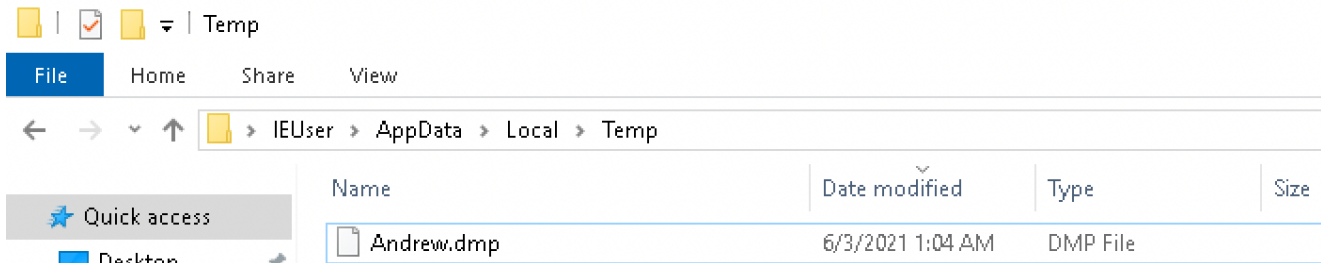 Temp
File Home Share View
IEUser > AppData > Local > Temp
Name Date modified Type Size
Quick access
Andrew.dmp 6/3/2021 1:04 AM DMP File
Desktop